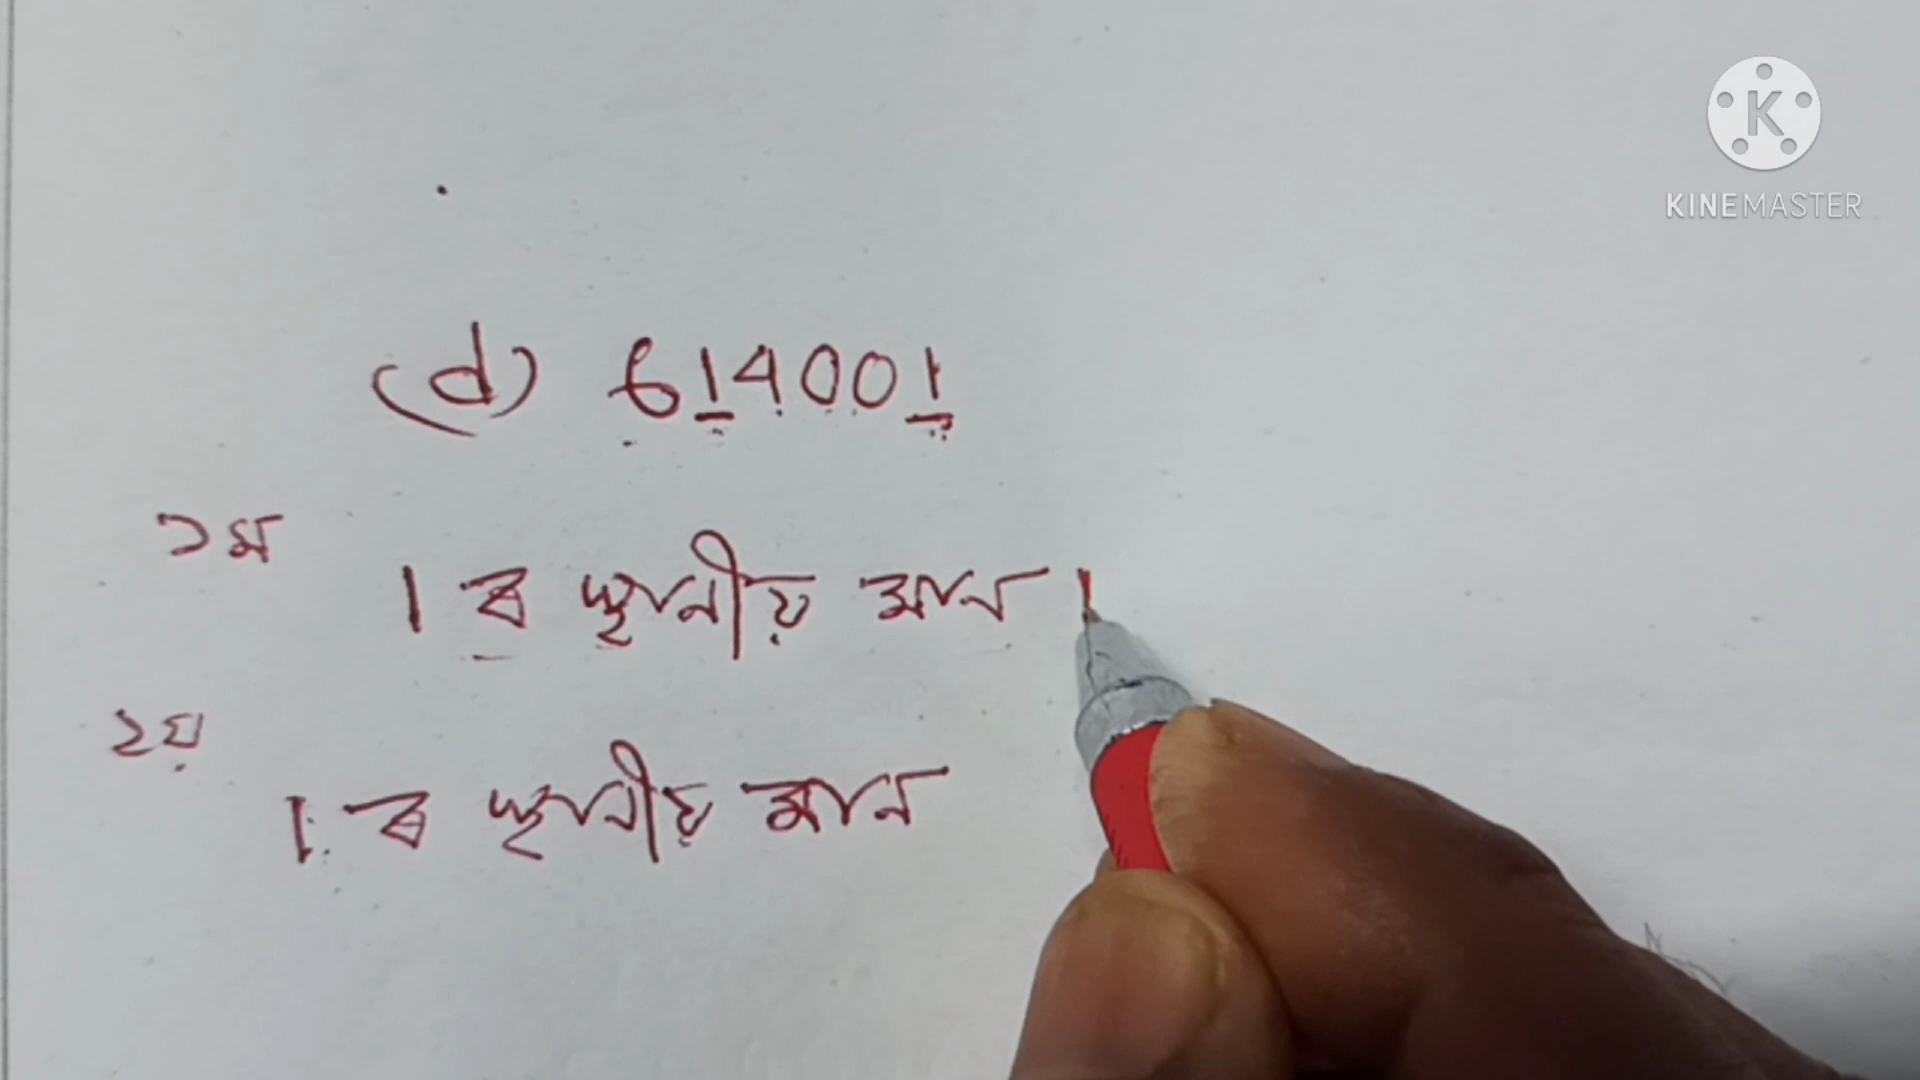 KINEMASTER
(d) 614001
১ম
1 ৰ স্থানীয় মান
২য়
1 ৰ স্থানীয় মান